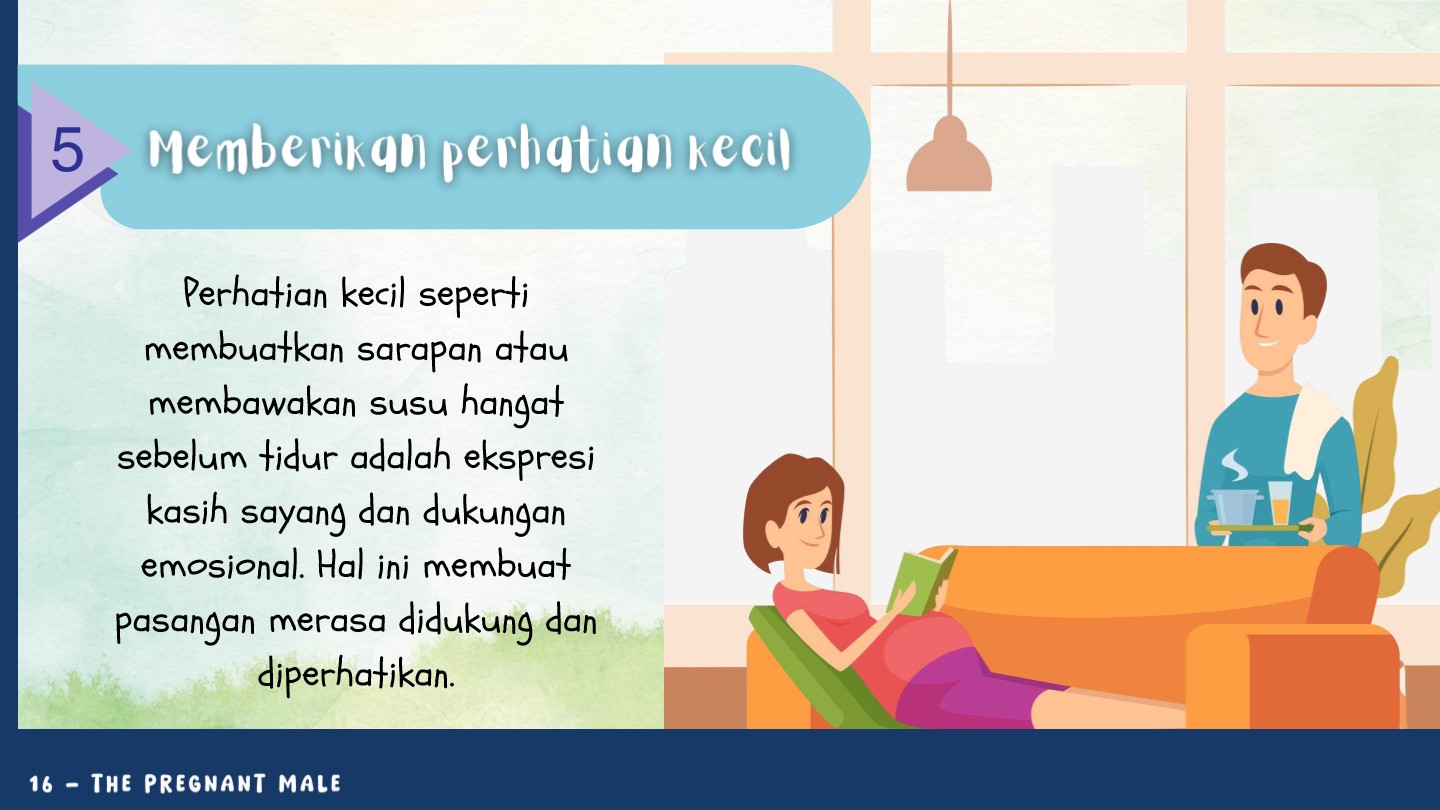 5
Memberikan perhatian kecil
Perhatian kecil seperti
membuatkan sarapan atau
membawakan susu hangat
sebelum tidur adalah ekspresi
kasih sayang dan dukungan
emosional. Hal ini membuat
pasangan merasa didukung dan
diperhatikan.
16 - THE PREGNANT MALE